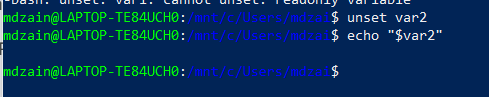 -bash: unset: var1: cannot unset: readonly variable
mdzain@LAPTOP-TE84UCH0:/mnt/c/Users/mdzai$ unset var2
mdzain@LAPTOP-TE84UCH0:/mnt/c/Users/mdzai$ echo "$var2"
mdzain@LAPTOP-TE84UCH0:/mnt/c/Users/mdzai$